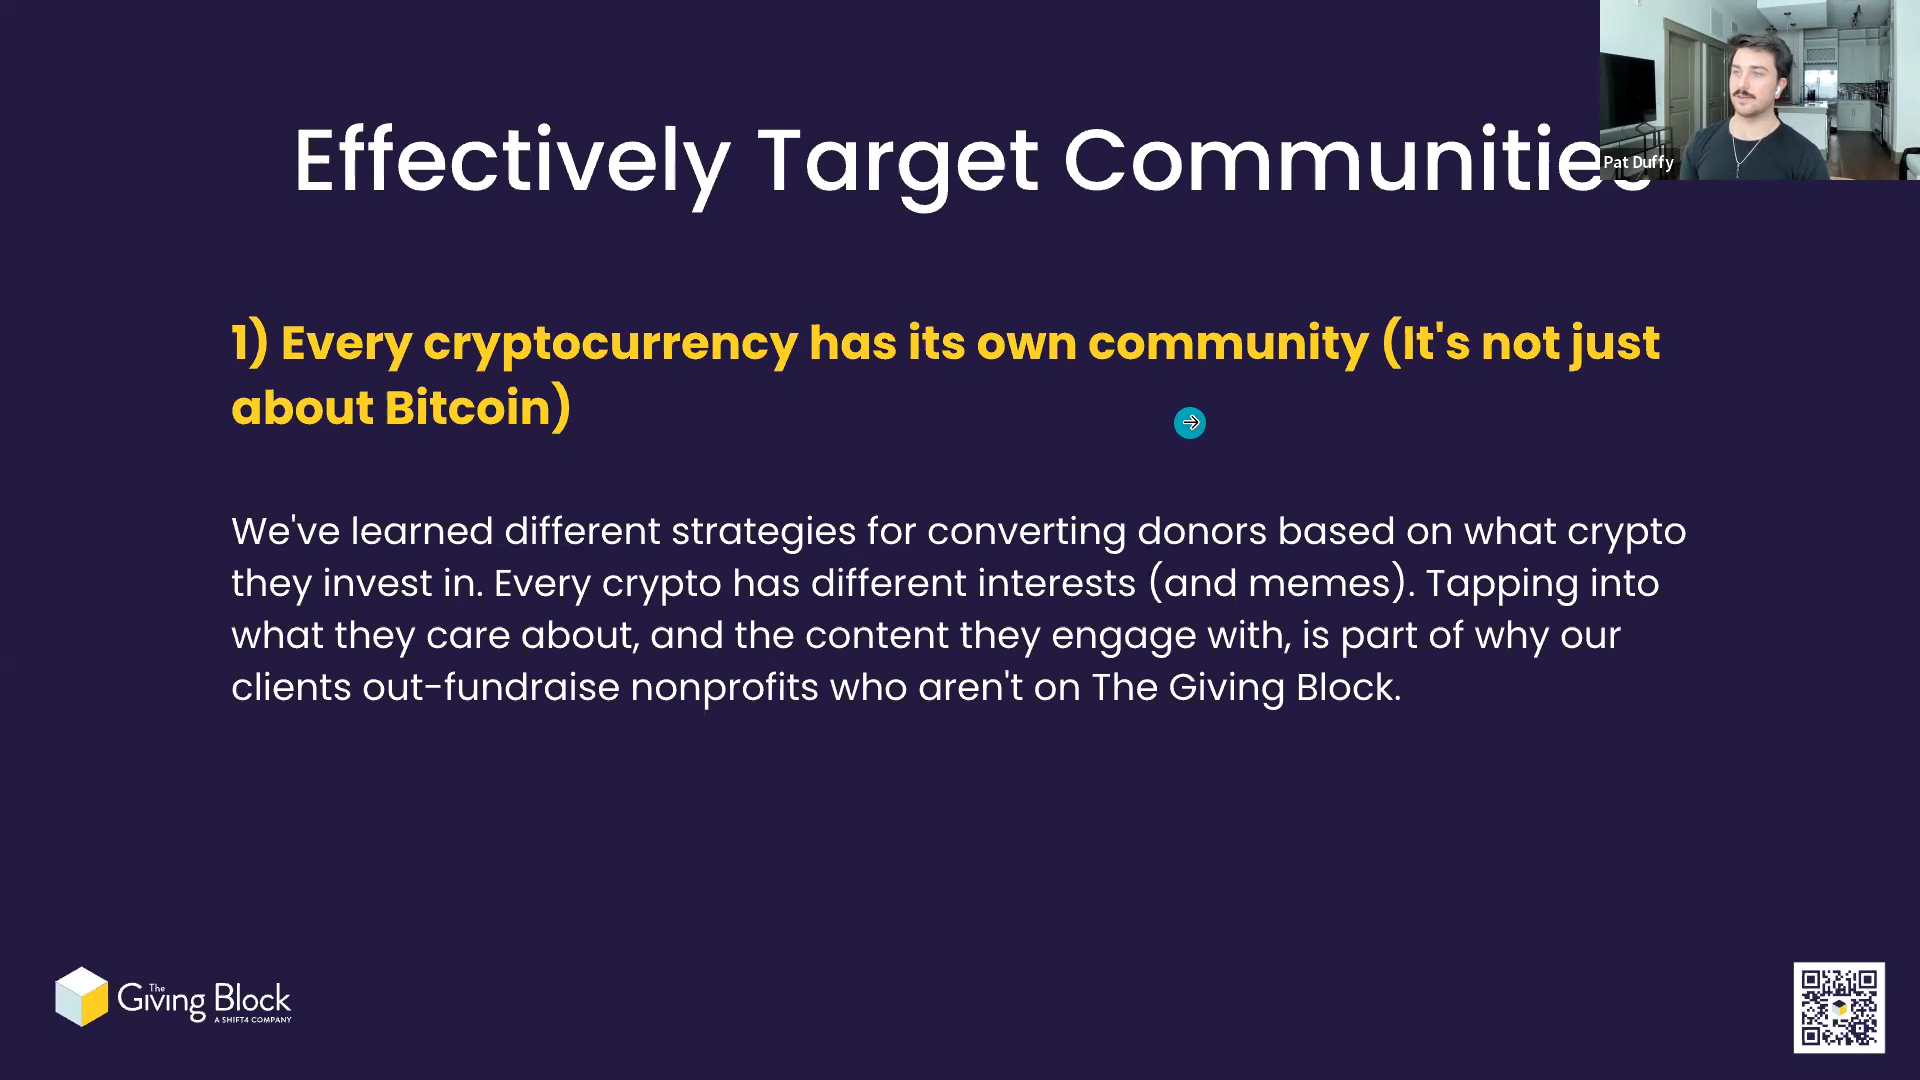 Effectively Target Communities
Pat Duffy
1) Every cryptocurrency has its own community (It's not just
about Bitcoin)
We've learned different strategies for converting donors based on what crypto
they invest in. Every crypto has different interests (and memes). Tapping into
what they care about, and the content they engage with, is part of why our
clients out-fundraise nonprofits who aren't on The Giving Block.
The
Giving Block
A SHIFT4 COMPANY